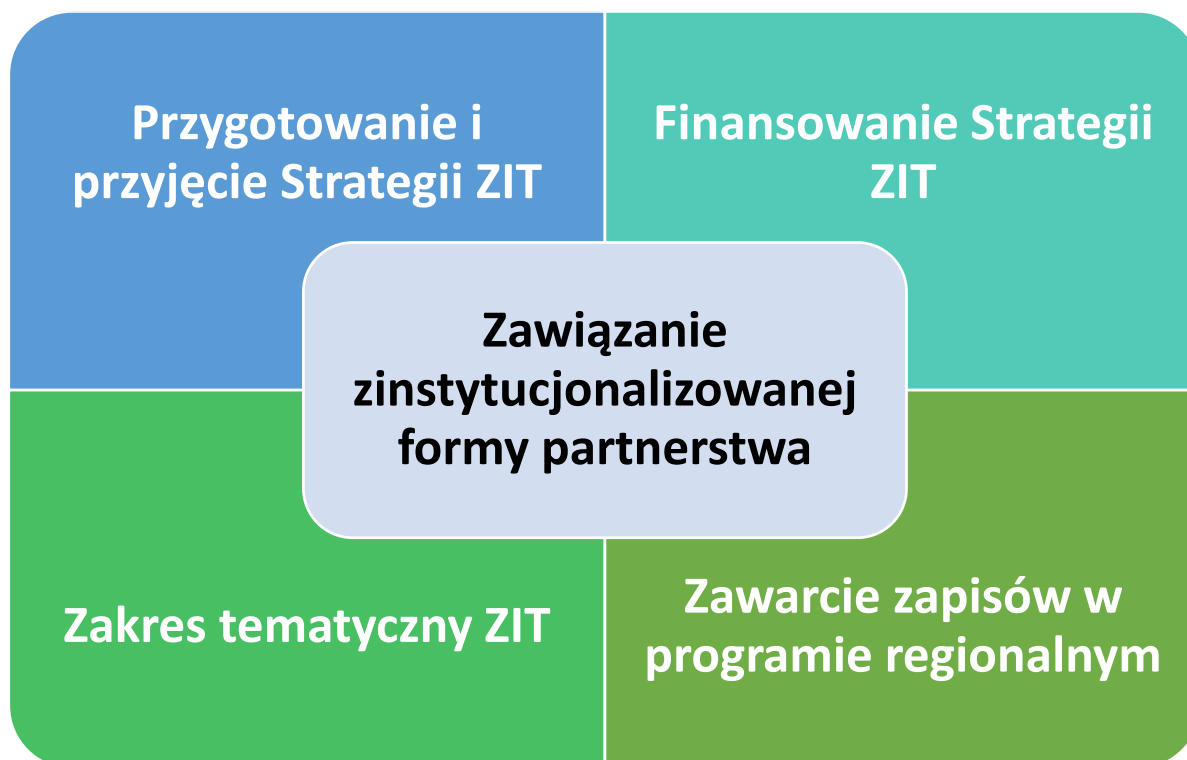 Przygotowanie i
przyjęcie Strategii ZIT
Finansowanie Strategii
ZIT
Zawiązanie
zinstytucjonalizowanej
formy partnerstwa
Zakres tematyczny ZIT
Zawarcie zapisów w
programie regionalnym